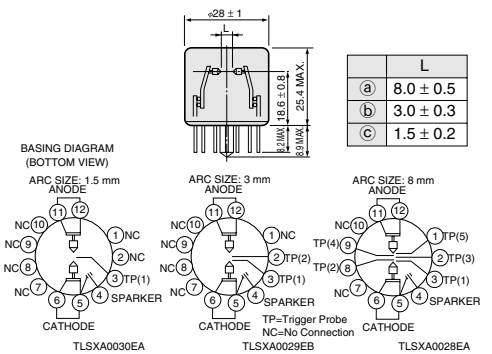 φ28 ± 1
L
18.6 ± 0.8
25.4 MAX.
8.2 MAX.
8.9 MAX.
L
ⓐ 8.0 ± 0.5
ⓑ 3.0 ± 0.3
ⓒ 1.5 ± 0.2
BASING DIAGRAM
(BOTTOM VIEW)
ARC SIZE: 1.5 mm
ANODE
11 12
NC 10
1 NC
NC 9
2 NC
NC 8
3 TP(1)
NC 7
4 SPARKER
6 5
CATHODE
TLSXA0030EA
ARC SIZE: 3 mm
ANODE
11 12
NC 10
1 NC
NC 9
2 TP(2)
NC 8
3 TP(1)
NC 7
4 SPARKER
6 5
CATHODE
TP=Trigger Probe
NC=No Connection
TLSXA0029EB
ARC SIZE: 8 mm
ANODE
11 12
NC 10
1 TP(5)
TP(4) 9
2 TP(3)
TP(2) 8
3 TP(1)
NC 7
4 SPARKER
6 5
CATHODE
TLSXA0028EA